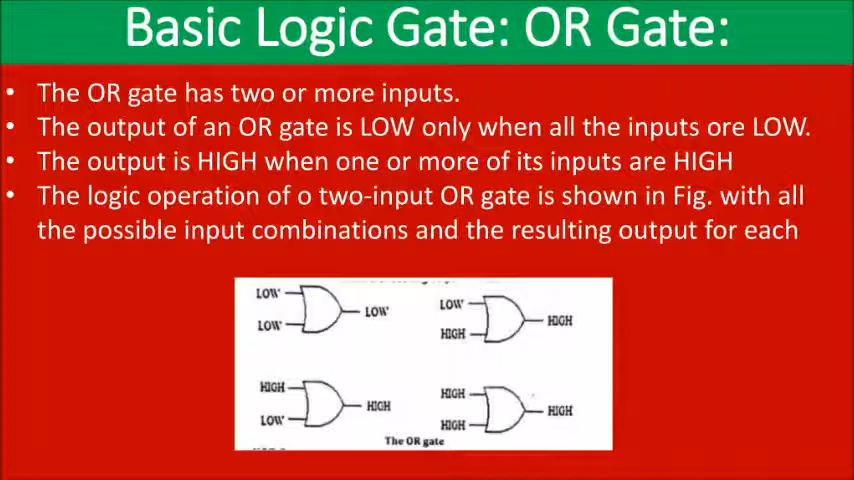 Basic Logic Gate: OR Gate:
• The OR gate has two or more inputs.
• The output of an OR gate is LOW only when all the inputs ore LOW.
• The output is HIGH when one or more of its inputs are HIGH
• The logic operation of o two-input OR gate is shown in Fig. with all
the possible input combinations and the resulting output for each
LOW
LOW
LOW
LOW
HIGH
HIGH
HIGH
LOW
HIGH
HIGH
HIGH
HIGH
The OR gate